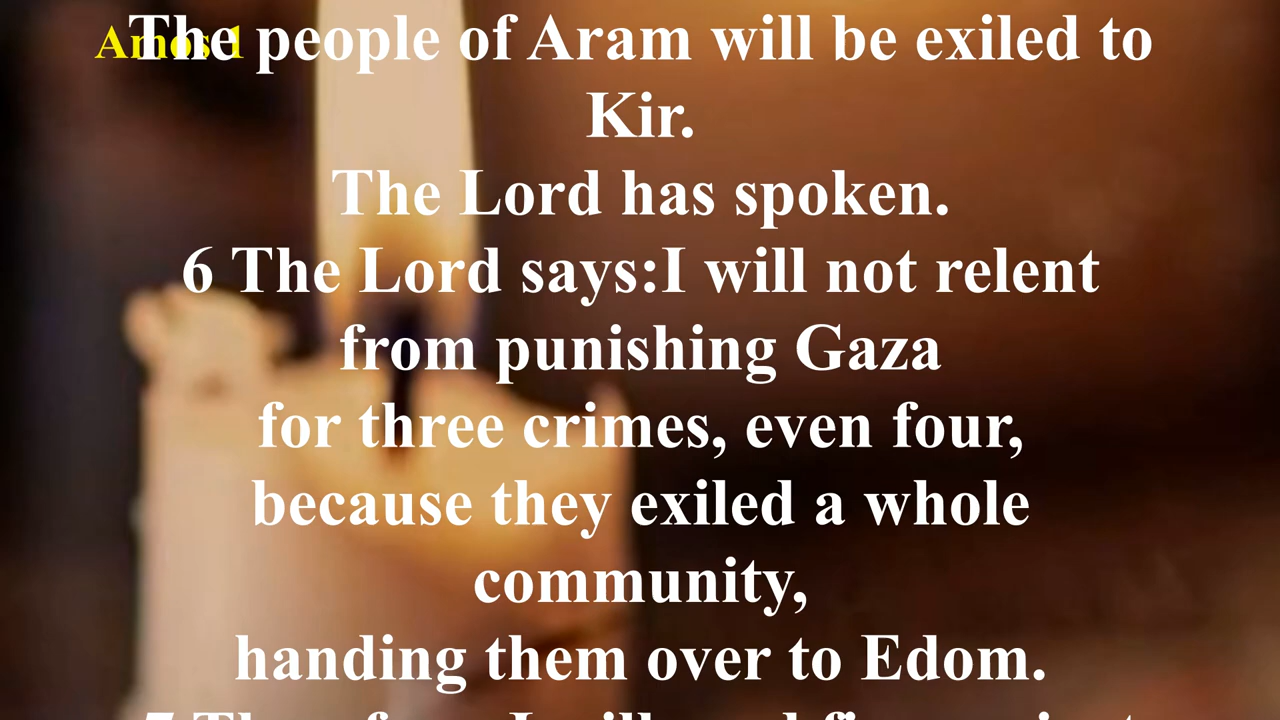 Amos 1
The people of Aram will be exiled to
Kir.
The Lord has spoken.
6 The Lord says:I will not relent
from punishing Gaza
for three crimes, even four,
because they exiled a whole
community,
handing them over to Edom.